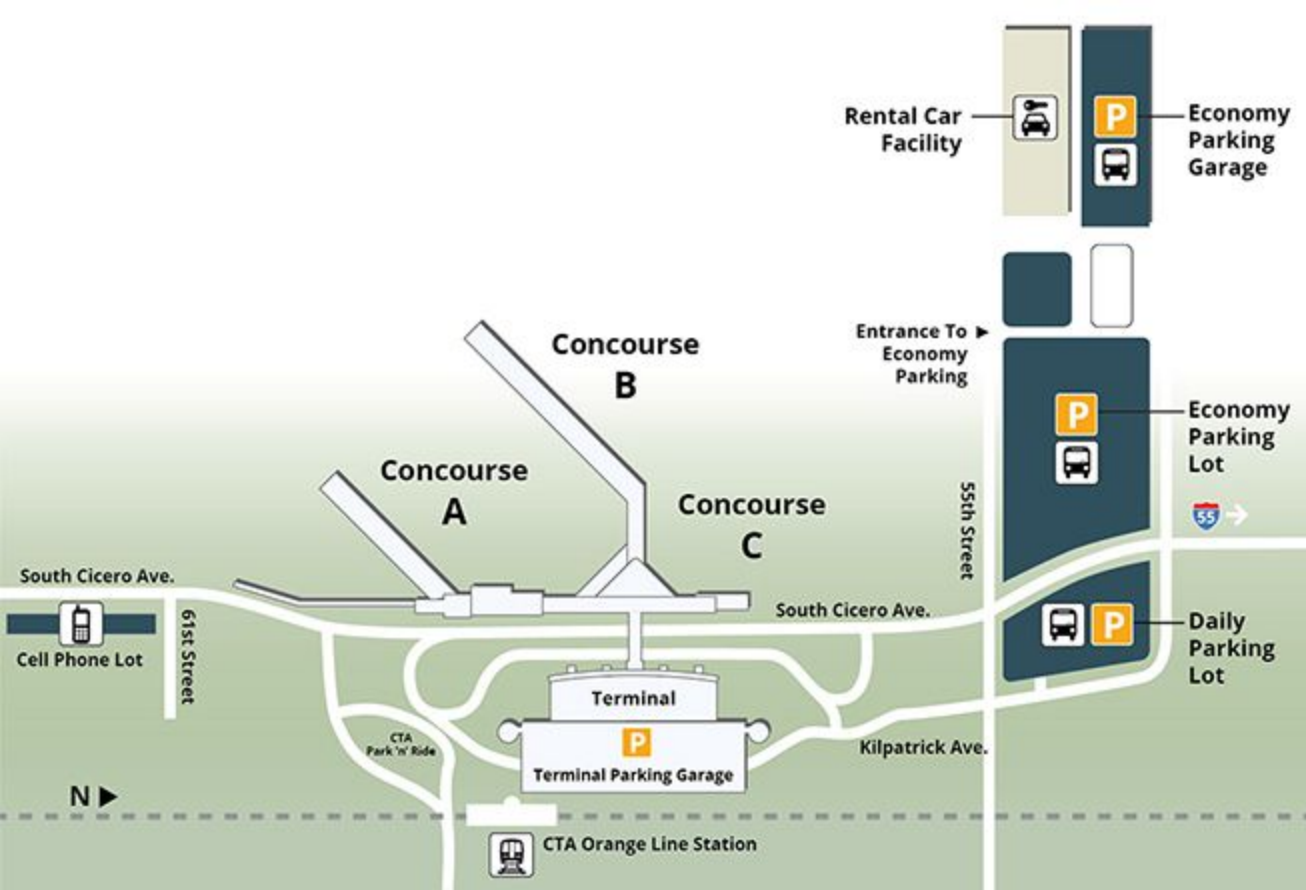 Rental Car
Facility
P
Economy
Parking
Garage
Entrance To
Economy
Parking
Concourse
B
P
Economy
Parking
Lot
Concourse
A
Concourse
C
55th Street
55
South Cicero Ave.
South Cicero Ave.
61st Street
Cell Phone Lot
P
Daily
Parking
Lot
Terminal
P
Terminal Parking Garage
CTA
Park 'n' Ride
Kilpatrick Ave.
N
CTA Orange Line Station